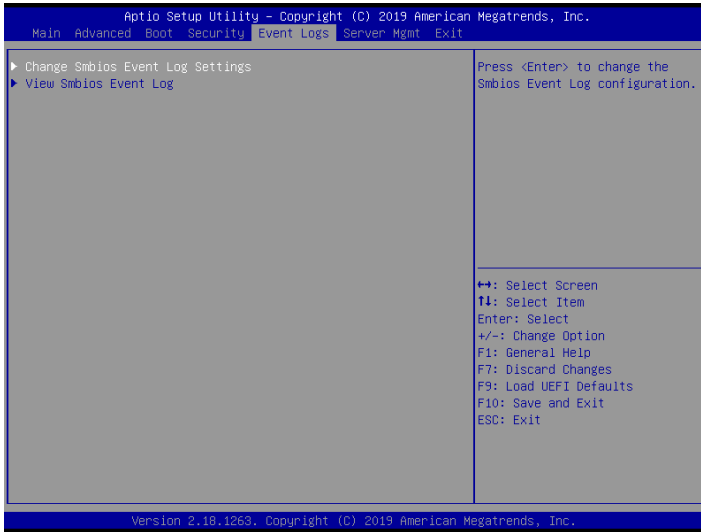 Aptio Setup Utility – Copyright (C) 2019 American Megatrends, Inc.
Main Advanced Boot Security Event Logs Server Mgmt Exit
▶ Change Smbios Event Log Settings
▶ View Smbios Event Log
Press <Enter> to change the
Smbios Event Log configuration.
↔: Select Screen
↑↓: Select Item
Enter: Select
+/-: Change Option
F1: General Help
F7: Discard Changes
F9: Load UEFI Defaults
F10: Save and Exit
ESC: Exit
Version 2.18.1263. Copyright (C) 2019 American Megatrends, Inc.